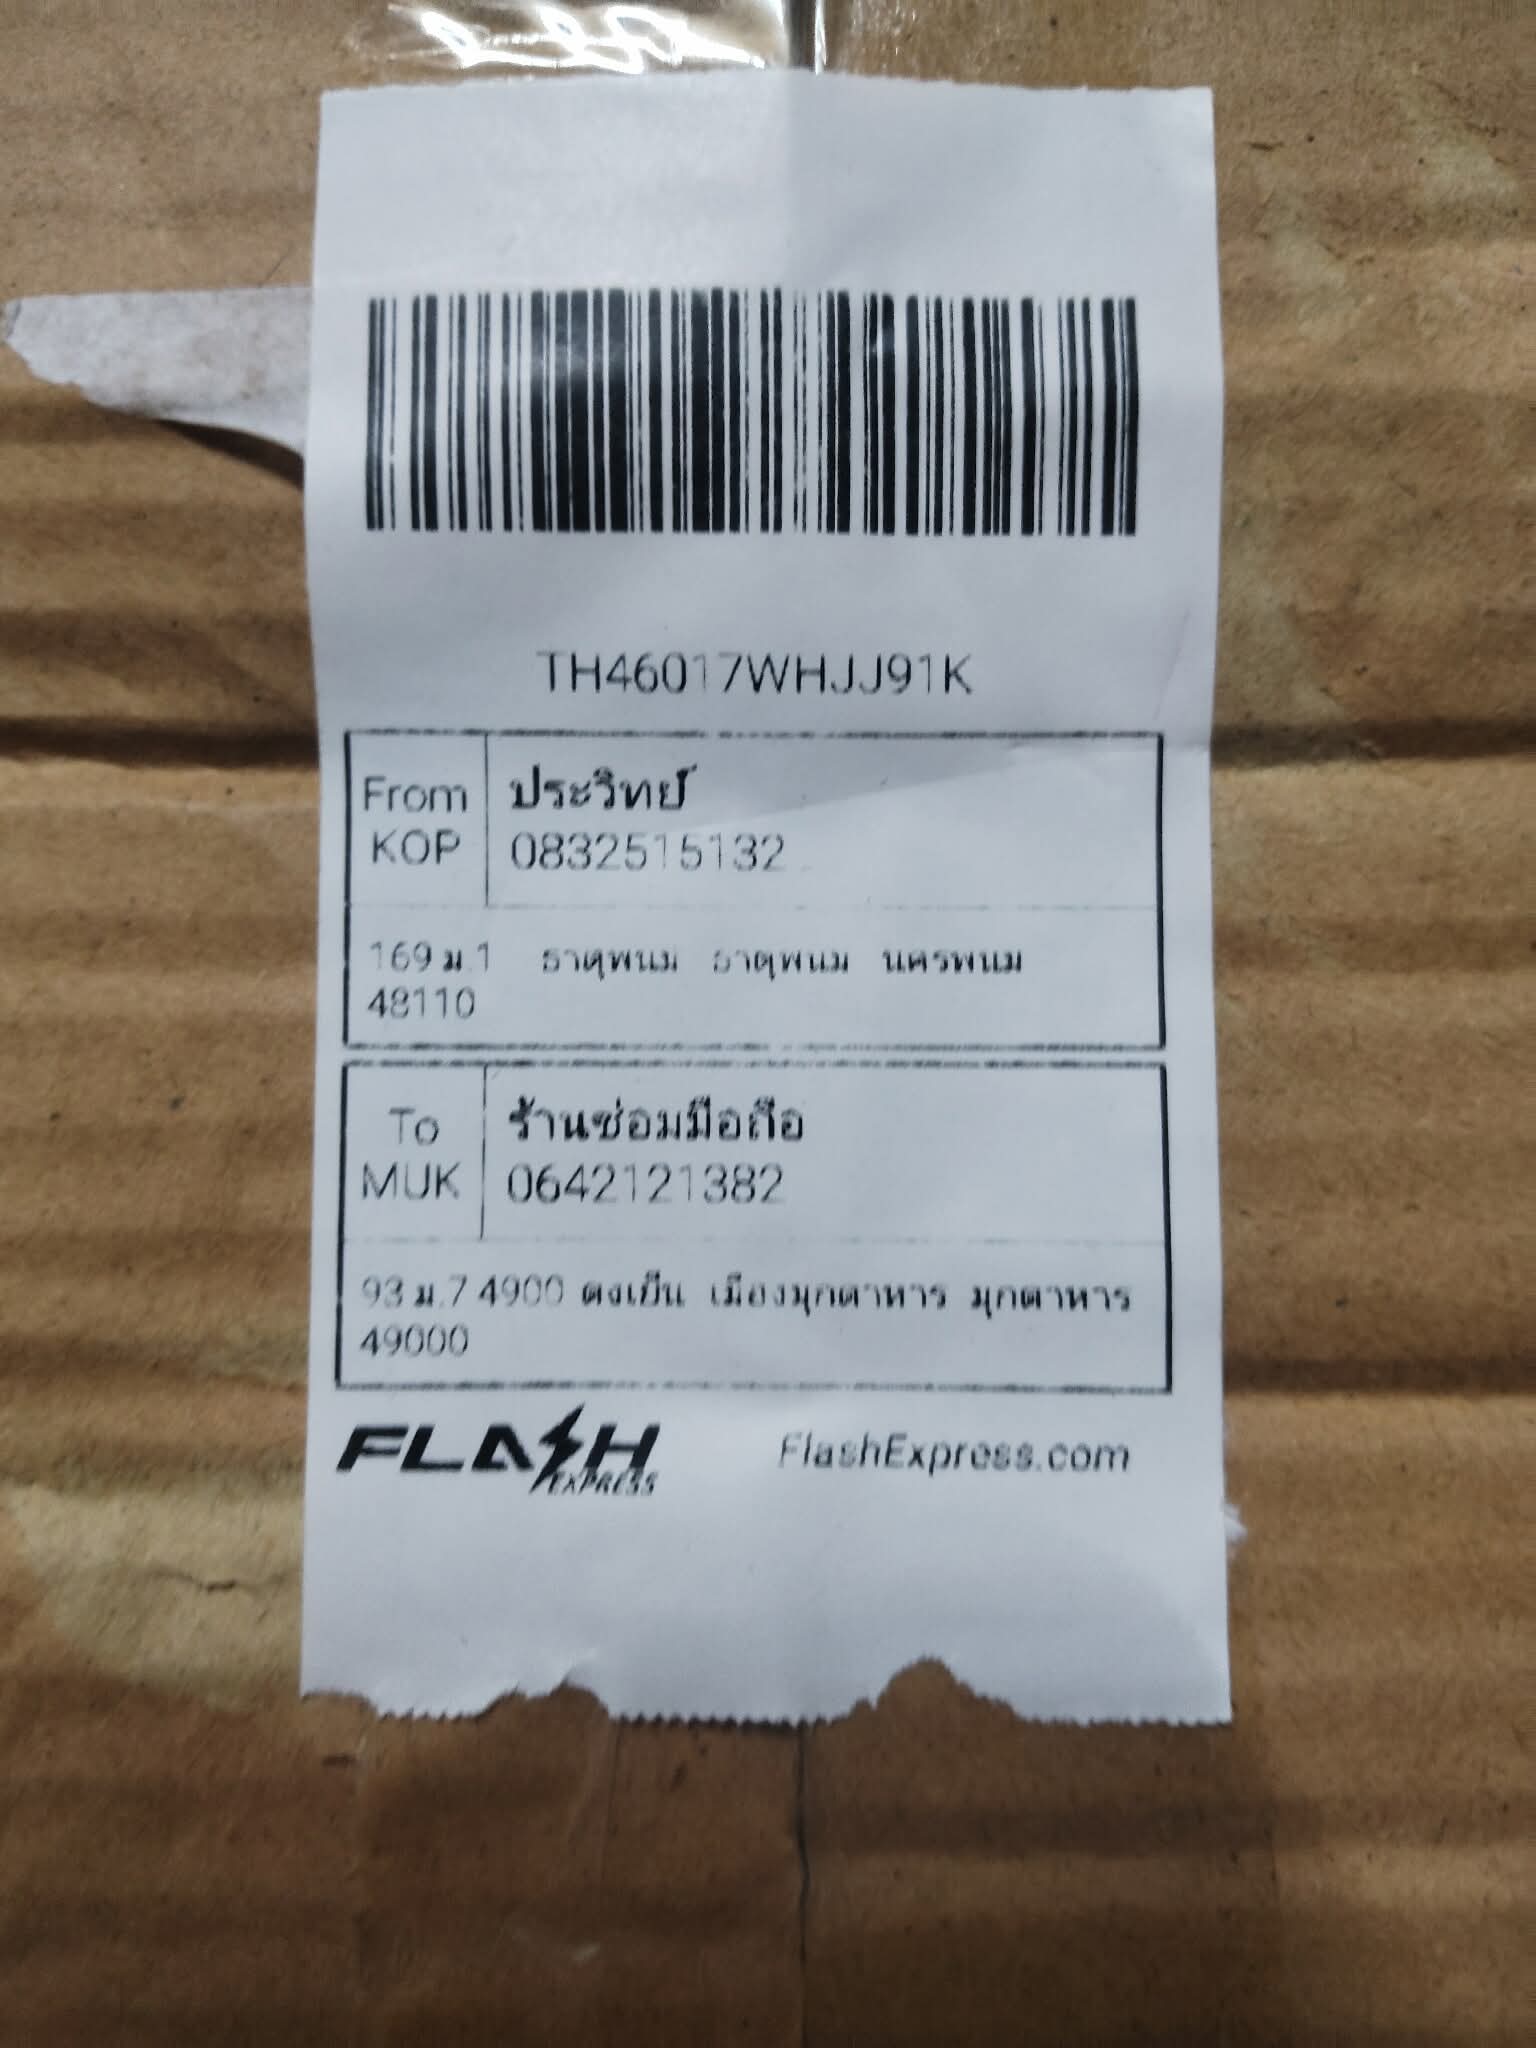 TH46017WHJJ91K
From
KOP
ประวิทย์
0832515132
169 ม.1 ธาตุพนม ธาตุพนม นครพนม
48110
To
MUK
ร้านซ่อมมือถือ
0642121382
93 ม.7 4900 ดงเย็น เมืองมุกดาหาร มุกดาหาร
49000
FLASH EXPRESS FlashExpress.com